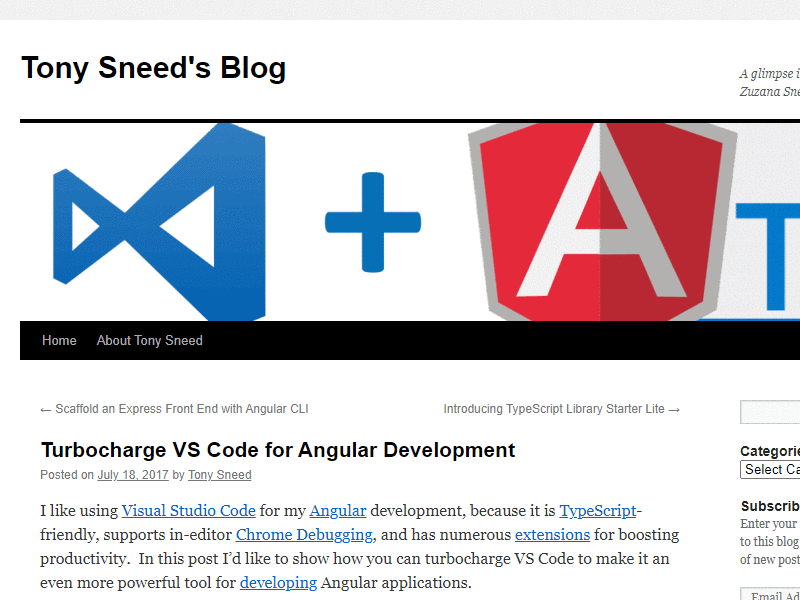 Tony Sneed's Blog
A glimpse i
Zuzana Sne
A
T
Home About Tony Sneed
← Scaffold an Express Front End with Angular CLI
Introducing TypeScript Library Starter Lite →
Turbocharge VS Code for Angular Development
Posted on July 18, 2017 by Tony Sneed
I like using Visual Studio Code for my Angular development, because it is TypeScript-
friendly, supports in-editor Chrome Debugging, and has numerous extensions for boosting
productivity.  In this post I'd like to show how you can turbocharge VS Code to make it an
even more powerful tool for developing Angular applications.
Categorie
Select Ca
Subscrib
Enter your
to this blog
of new post
Email Ad